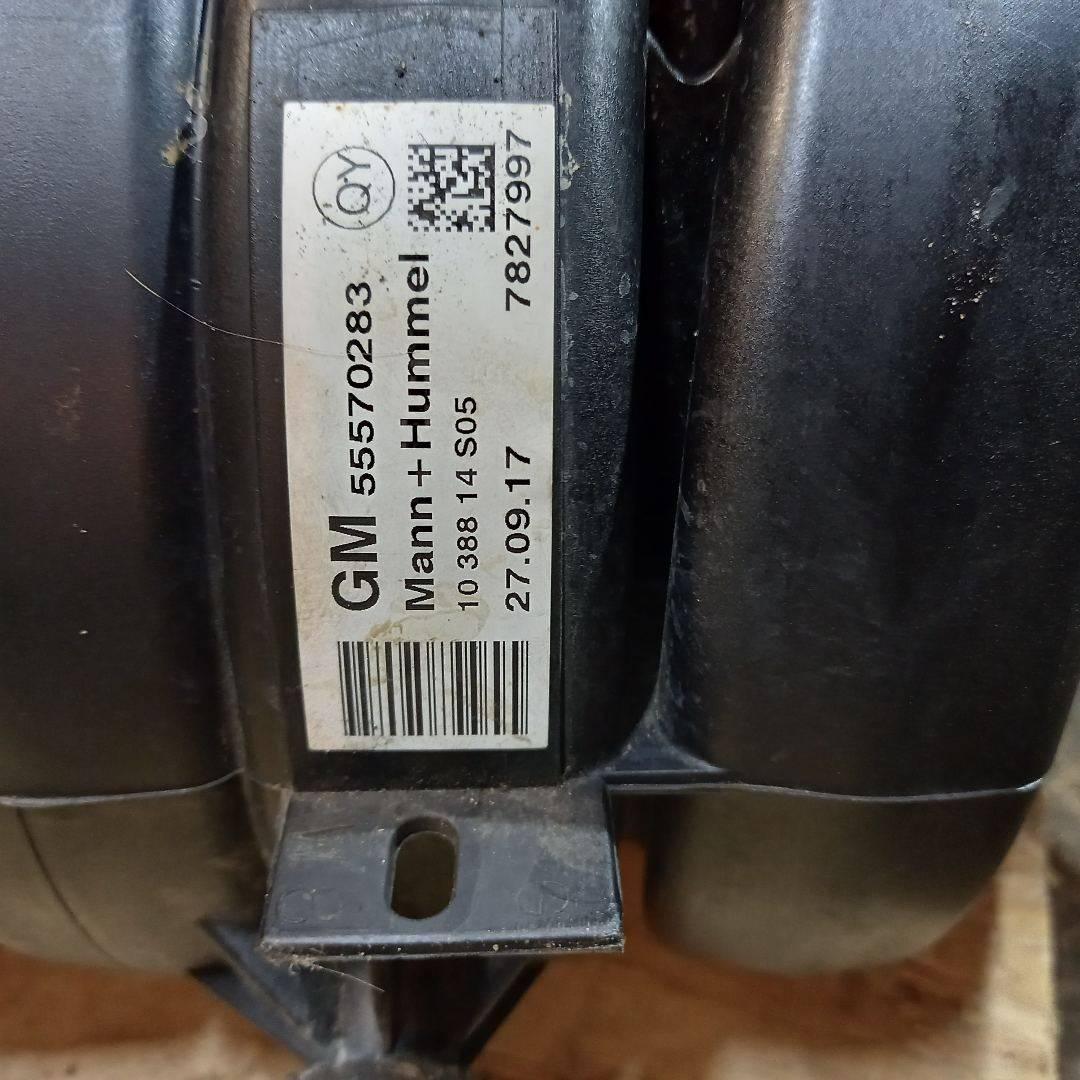 QY
GM 55570283
Mann+Hummel
10 388 14 S05
27.09.17 7827997